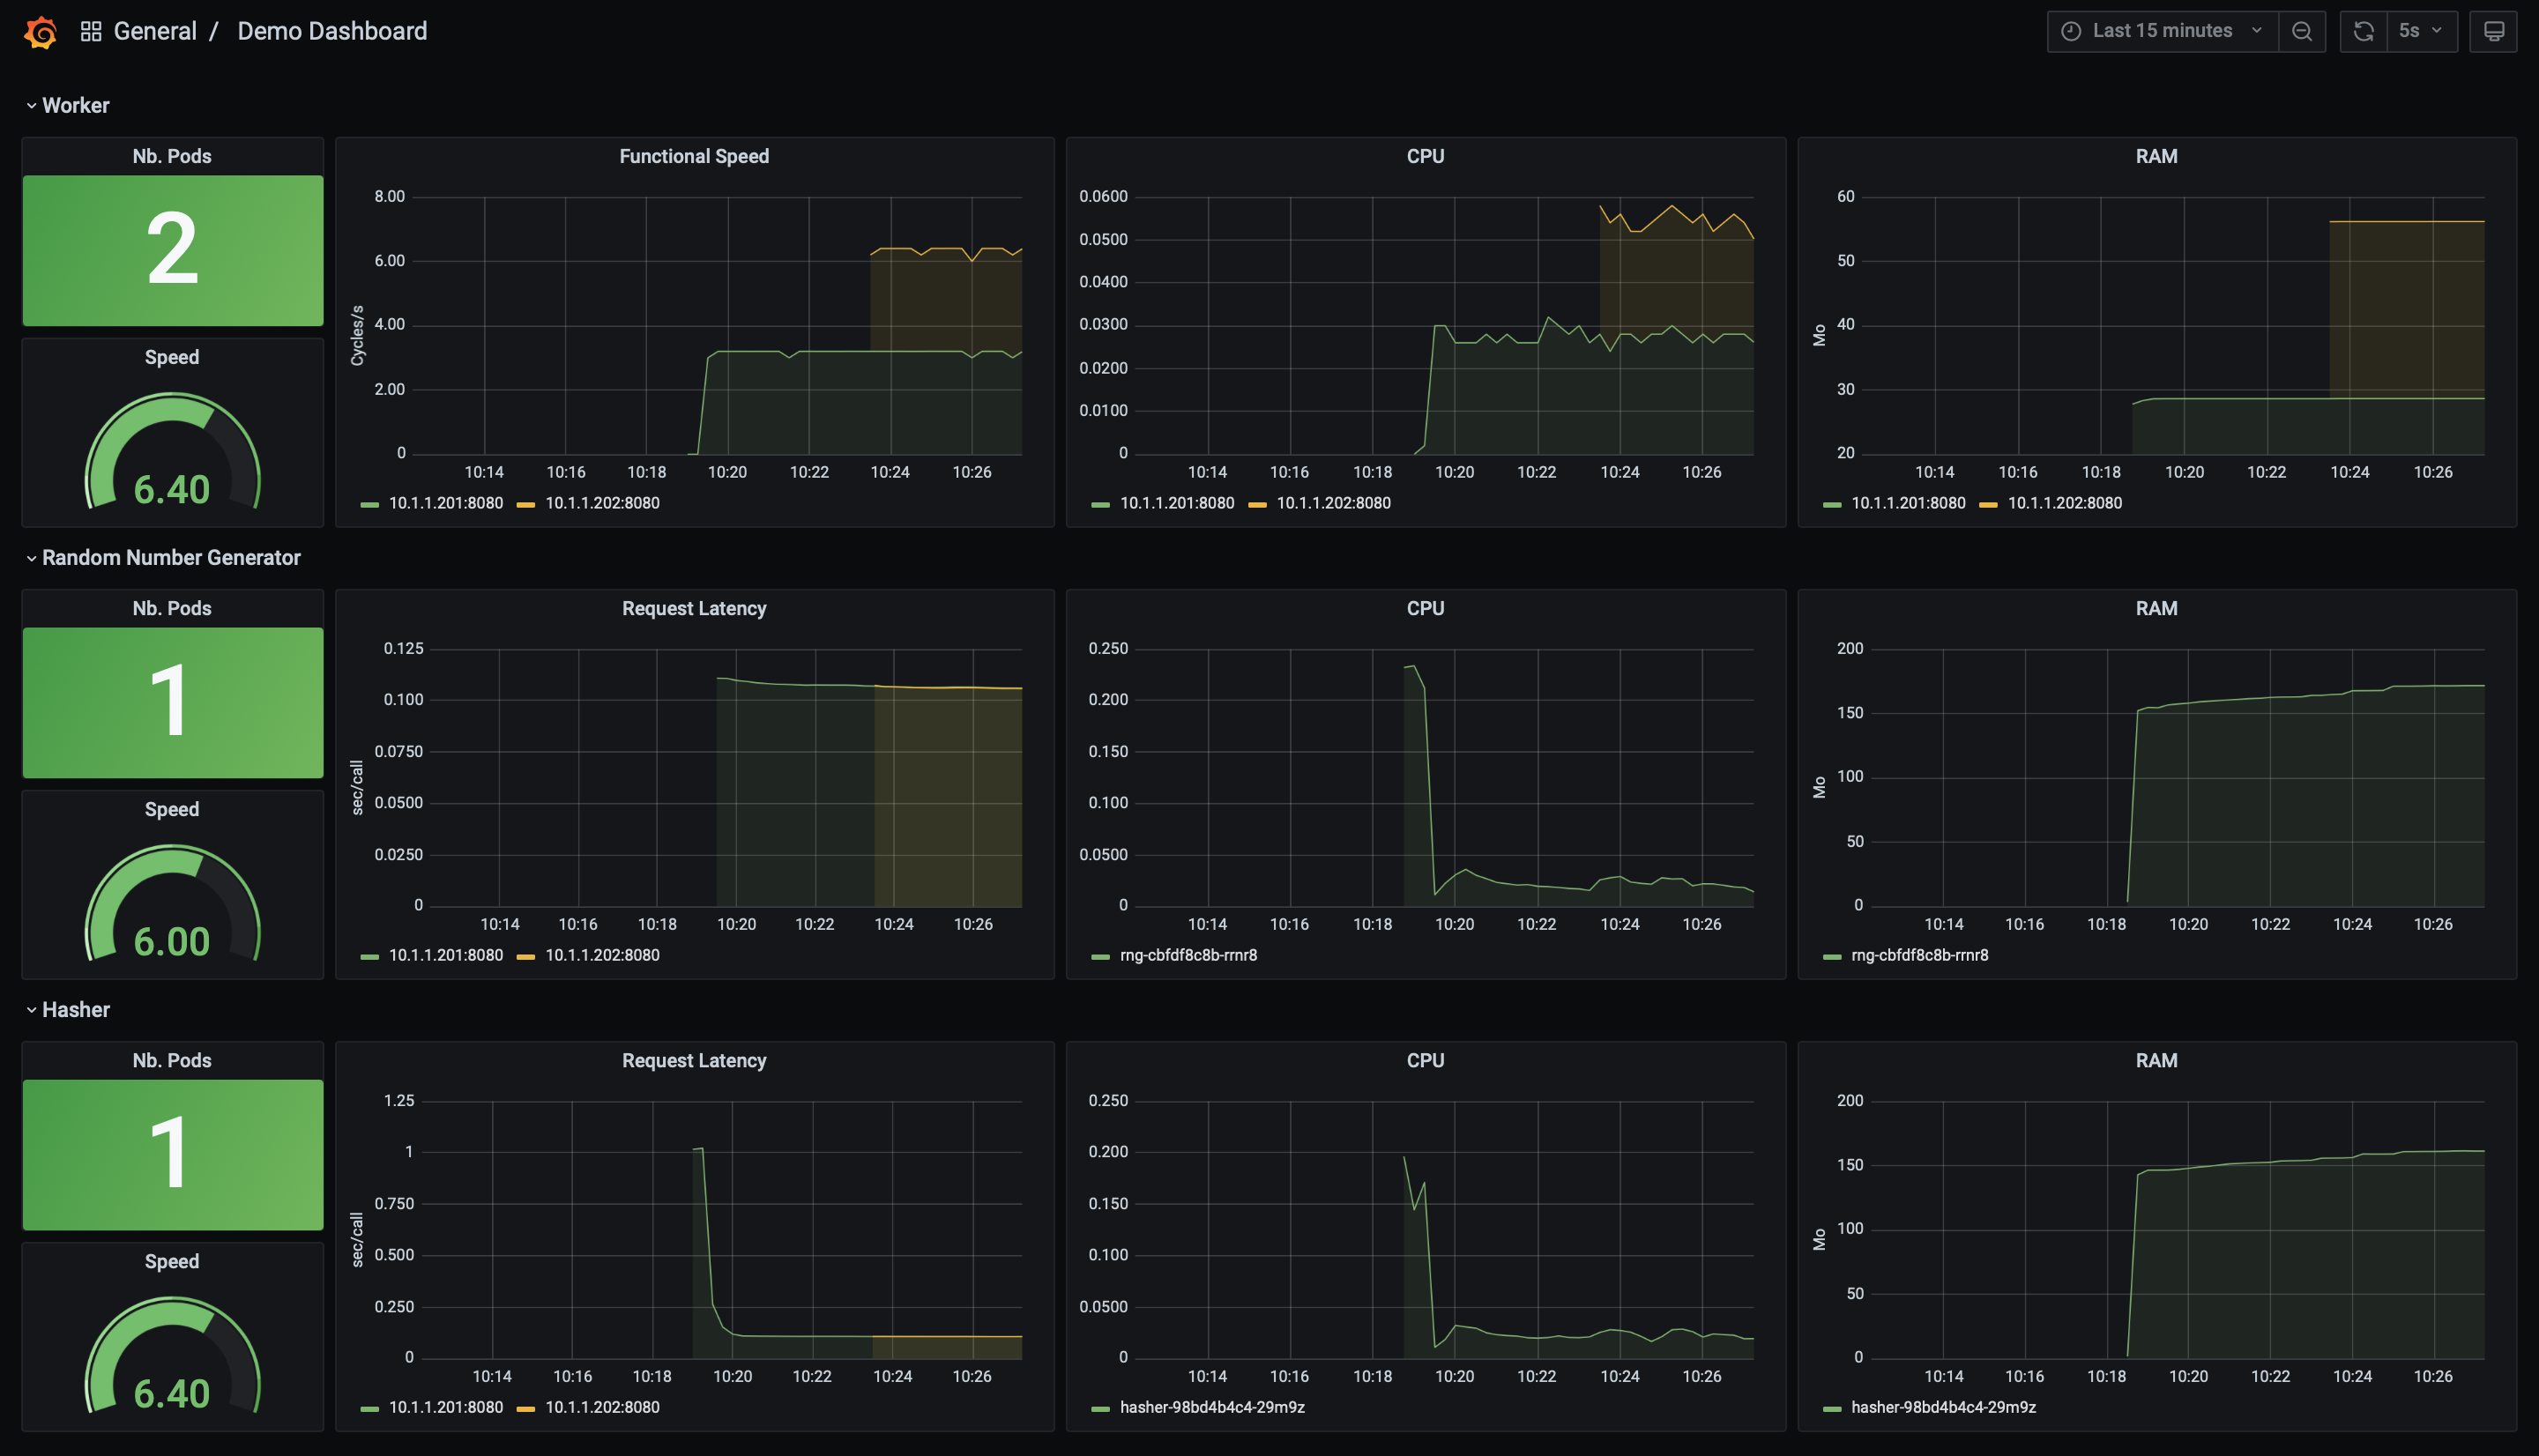 General / Demo Dashboard
Last 15 minutes
5s
Worker
Nb. Pods
2
Speed
6.40
Functional Speed
Cycles/s
8.00
6.00
4.00
2.00
0
10:14 10:16 10:18 10:20 10:22 10:24 10:26
10.1.1.201:8080 10.1.1.202:8080
CPU
0.0600
0.0500
0.0400
0.0300
0.0200
0.0100
0
10:14 10:16 10:18 10:20 10:22 10:24 10:26
10.1.1.201:8080 10.1.1.202:8080
RAM
Mo
60
50
40
30
20
10:14 10:16 10:18 10:20 10:22 10:24 10:26
10.1.1.201:8080 10.1.1.202:8080
Random Number Generator
Nb. Pods
1
Speed
6.00
Request Latency
sec/call
0.125
0.100
0.0750
0.0500
0.0250
0
10:14 10:16 10:18 10:20 10:22 10:24 10:26
10.1.1.201:8080 10.1.1.202:8080
CPU
0.250
0.200
0.150
0.100
0.0500
0
10:14 10:16 10:18 10:20 10:22 10:24 10:26
rng-cbfdf8c8b-rrnr8
RAM
Mo
200
150
100
50
0
10:14 10:16 10:18 10:20 10:22 10:24 10:26
rng-cbfdf8c8b-rrnr8
Hasher
Nb. Pods
1
Speed
6.40
Request Latency
sec/call
1.25
1
0.750
0.500
0.250
0
10:14 10:16 10:18 10:20 10:22 10:24 10:26
10.1.1.201:8080 10.1.1.202:8080
CPU
0.250
0.200
0.150
0.100
0.0500
0
10:14 10:16 10:18 10:20 10:22 10:24 10:26
hasher-98bd4b4c4-29m9z
RAM
Mo
200
150
100
50
0
10:14 10:16 10:18 10:20 10:22 10:24 10:26
hasher-98bd4b4c4-29m9z